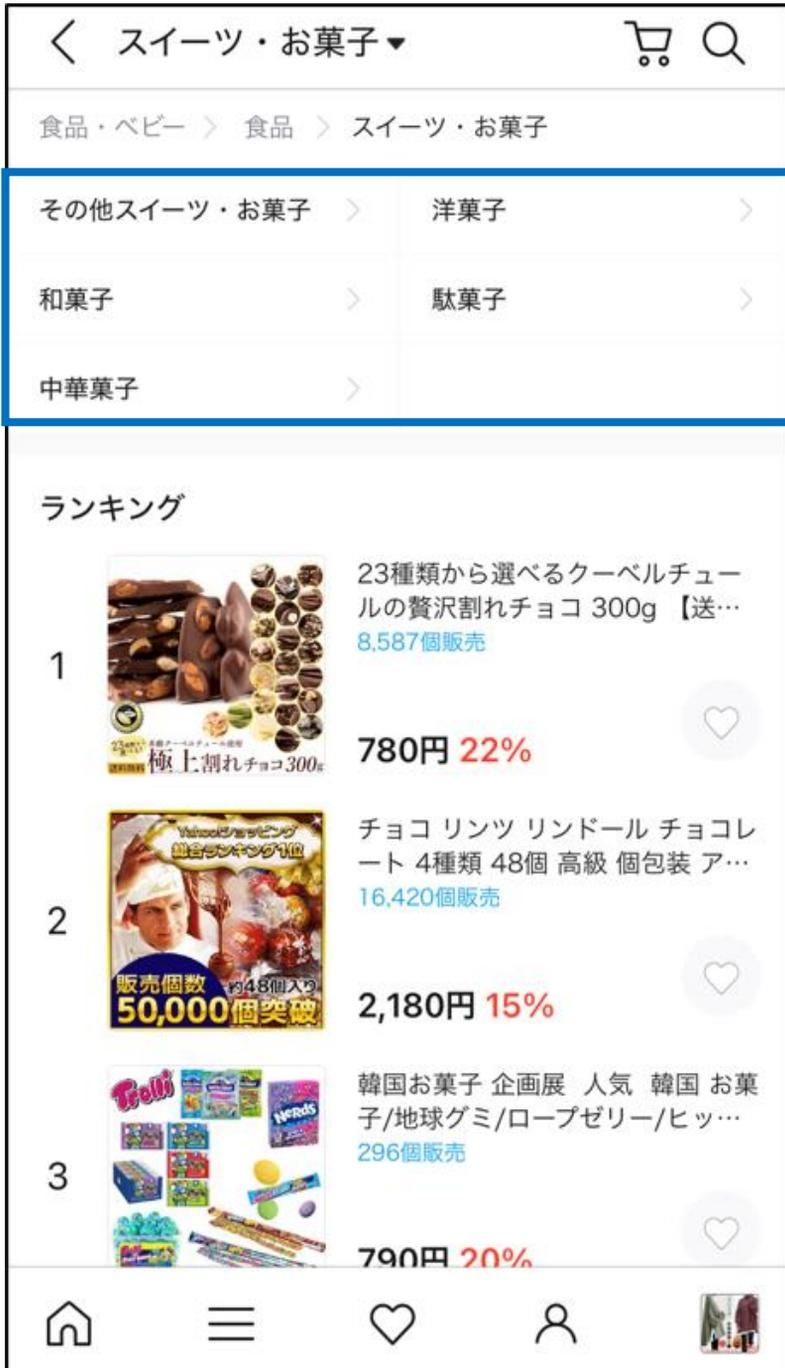 スイーツ・お菓子
食品・ベビー 食品 スイーツ・お菓子
その他スイーツ・お菓子 洋菓子
和菓子 駄菓子
中華菓子
ランキング
1
23種類から選べるクーベルチュー
ルの贅沢割れチョコ 300g 【送…
8,587個販売
送料無料
極上割れチョコ300g
780円 22%
2
チョコ リンツ リンドール チョコレ
ート 4種類 48個 高級 個包装 ア…
16,420個販売
Yahoo!ショッピング
総合ランキング1位
販売個数 約48個入り
50,000個突破
2,180円 15%
3
韓国お菓子 企画展 人気 韓国 お菓
子/地球グミ/ロープゼリー/ヒッ…
296個販売
Trolli
Nerds
790円 20%